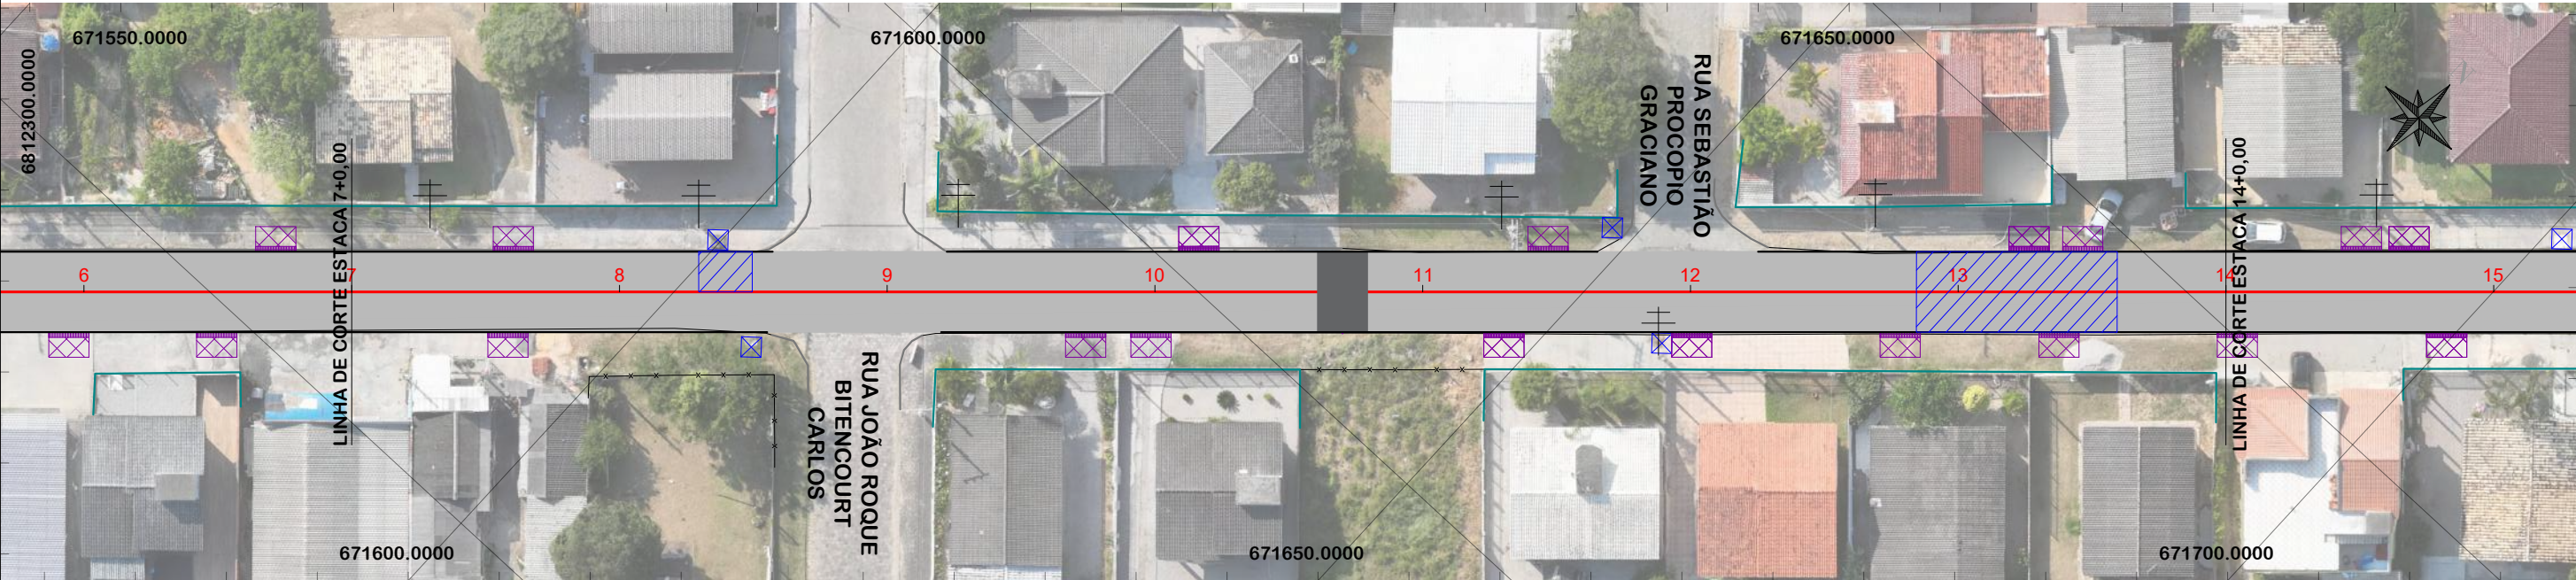 671550.0000
671600.0000
671650.0000
6812300.0000
LINHA DE CORTE ESTACA 7+0,00
RUA SEBASTIÃO
PROCOPIO
GRACIANO
LINHA DE CORTE ESTACA 14+0,00
6
7
8
9
10
11
12
13
14
15
RUA JOÃO ROQUE
BITENCOURT
CARLOS
671600.0000
671650.0000
671700.0000